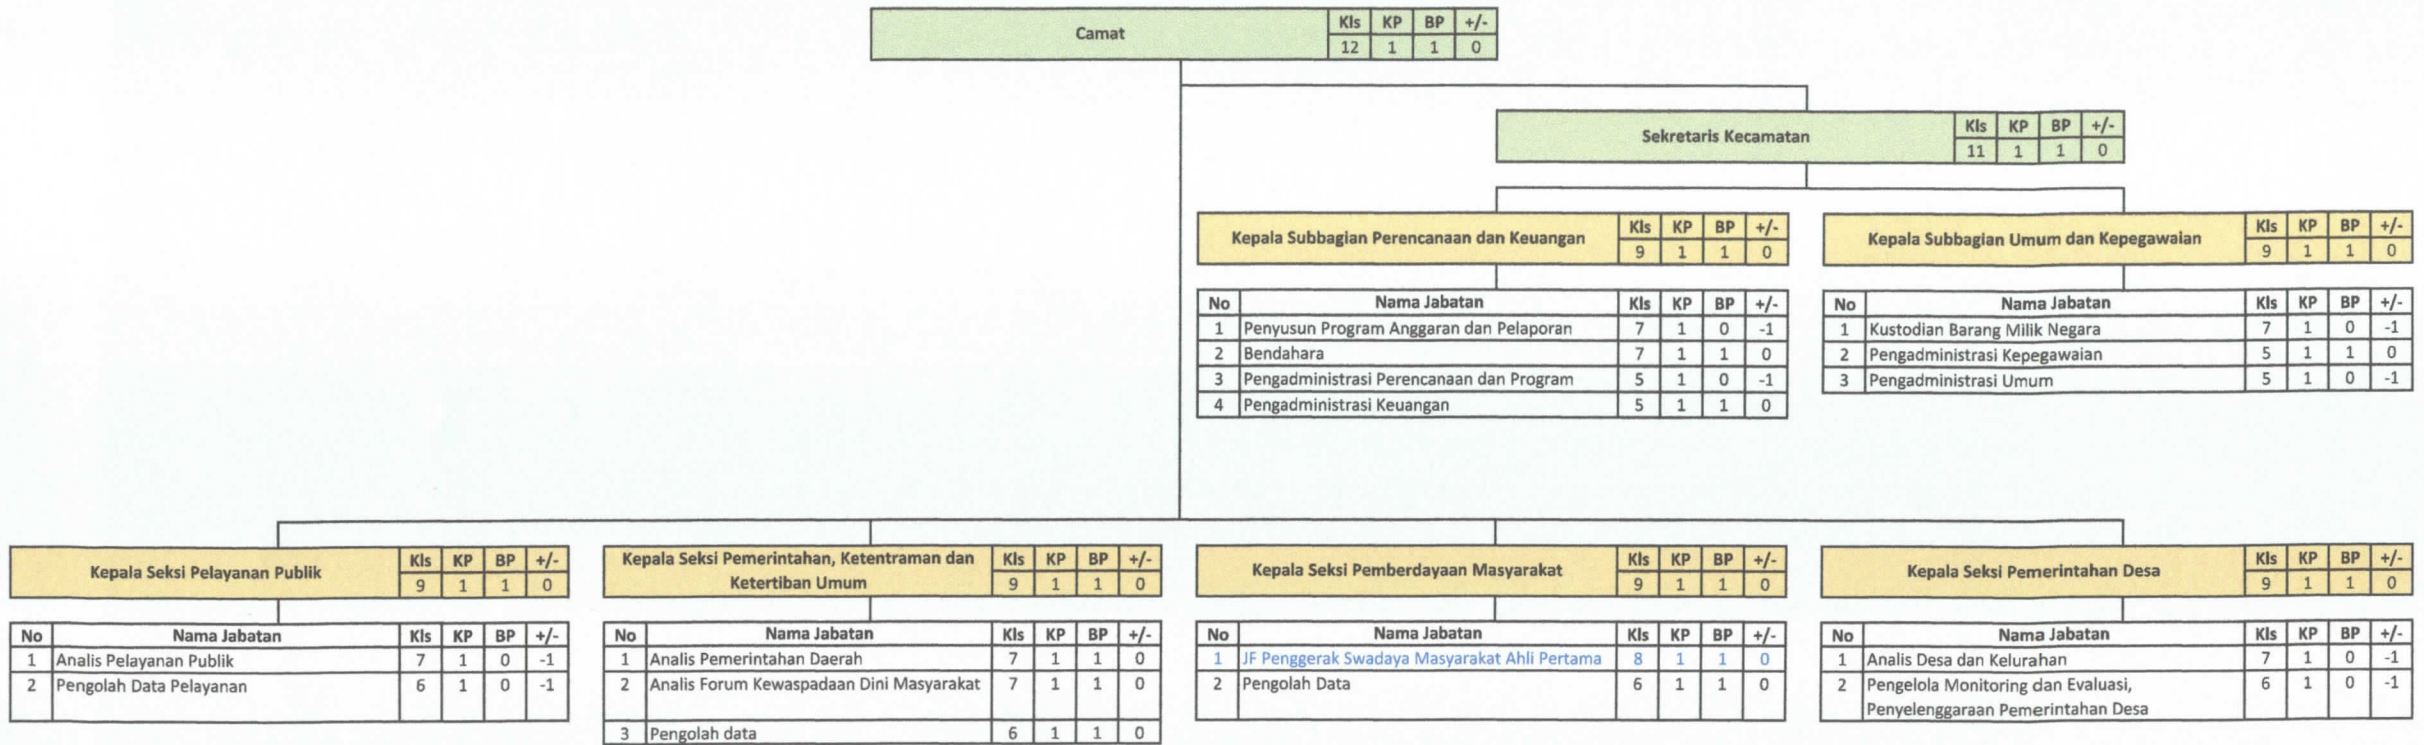 Camat Kls KP BP +/-
12 1 1 0
Sekretaris Kecamatan Kls KP BP +/-
11 1 1 0
Kepala Subbagian Perencanaan dan Keuangan Kls KP BP +/-
9 1 1 0
No Nama Jabatan Kls KP BP +/-
1 Penyusun Program Anggaran dan Pelaporan 7 1 0 -1
2 Bendahara 7 1 1 0
3 Pengadministrasi Perencanaan dan Program 5 1 0 -1
4 Pengadministrasi Keuangan 5 1 1 0
Kepala Subbagian Umum dan Kepegawaian Kls KP BP +/-
9 1 1 0
No Nama Jabatan Kls KP BP +/-
1 Kustodian Barang Milik Negara 7 1 0 -1
2 Pengadministrasi Kepegawaian 5 1 1 0
3 Pengadministrasi Umum 5 1 0 -1
Kepala Seksi Pelayanan Publik Kls KP BP +/-
9 1 1 0
No Nama Jabatan Kls KP BP +/-
1 Analis Pelayanan Publik 7 1 0 -1
2 Pengolah Data Pelayanan 6 1 0 -1
Kepala Seksi Pemerintahan, Ketentraman dan Kls KP BP +/-
Ketertiban Umum 9 1 1 0
No Nama Jabatan Kls KP BP +/-
1 Analis Pemerintahan Daerah 7 1 1 0
2 Analis Forum Kewaspadaan Dini Masyarakat 7 1 1 0
3 Pengolah data 6 1 1 0
Kepala Seksi Pemberdayaan Masyarakat Kls KP BP +/-
9 1 1 0
No Nama Jabatan Kls KP BP +/-
1 JF Penggerak Swadaya Masyarakat Ahli Pertama 8 1 1 0
2 Pengolah Data 6 1 1 0
Kepala Seksi Pemerintahan Desa Kls KP BP +/-
9 1 1 0
No Nama Jabatan Kls KP BP +/-
1 Analis Desa dan Kelurahan 7 1 0 -1
2 Pengelola Monitoring dan Evaluasi, 6 1 0 -1
Penyelenggaraan Pemerintahan Desa